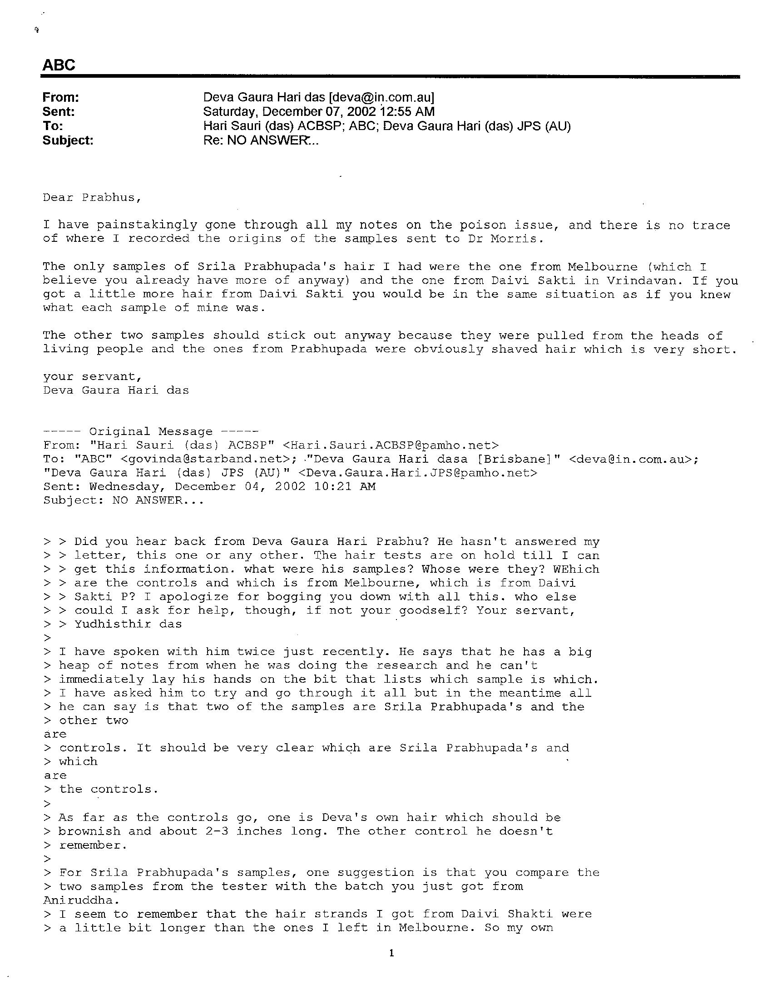 ABC
From: Deva Gaura Hari das [deva@in.com.au]
Sent: Saturday, December 07, 2002 12:55 AM
To: Hari Sauri (das) ACBSP; ABC; Deva Gaura Hari (das) JPS (AU)
Subject: Re: NO ANSWER...
Dear Prabhus,
I have painstakingly gone through all my notes on the poison issue, and there is no trace
of where I recorded the origins of the samples sent to Dr Morris.
The only samples of Srila Prabhupada's hair I had were the one from Melbourne (which I
believe you already have more of anyway) and the one from Daivi Sakti in Vrindavan. If you
got a little more hair from Daivi Sakti you would be in the same situation as if you knew
what each sample of mine was.
The other two samples should stick out anyway because they were pulled from the heads of
living people and the ones from Prabhupada were obviously shaved hair which is very short.
your servant,
Deva Gaura Hari das
----- Original Message -----
From: "Hari Sauri (das) ACBSP" <Hari.Sauri.ACBSP@pamho.net>
To: "ABC" <govinda@starband.net>; "Deva Gaura Hari dasa [Brisbane]" <deva@in.com.au>;
"Deva Gaura Hari (das) JPS (AU)" <Deva.Gaura.Hari.JPS@pamho.net>
Sent: Wednesday, December 04, 2002 10:21 AM
Subject: NO ANSWER...
> > Did you hear back from Deva Gaura Hari Prabhu? He hasn't answered my
> > letter, this one or any other. The hair tests are on hold till I can
> > get this information. what were his samples? Whose were they? WEhich
> > are the controls and which is from Melbourne, which is from Daivi
> > Sakti P? I apologize for bogging you down with all this. who else
> > could I ask for help, though, if not your goodself? Your servant,
> > Yudhisthir das
>
> I have spoken with him twice just recently. He says that he has a big
> heap of notes from when he was doing the research and he can't
> immediately lay his hands on the bit that lists which sample is which.
> I have asked him to try and go through it all but in the meantime all
> he can say is that two of the samples are Srila Prabhupada's and the
> other two
are
> controls. It should be very clear which are Srila Prabhupada's and
> which
are
> the controls.
>
> As far as the controls go, one is Deva's own hair which should be
> brownish and about 2-3 inches long. The other control he doesn't
> remember.
>
> For Srila Prabhupada's samples, one suggestion is that you compare the
> two samples from the tester with the batch you just got from
Aniruddha.
> I seem to remember that the hair strands I got from Daivi Shakti were
> a little bit longer than the ones I left in Melbourne. So my own
1